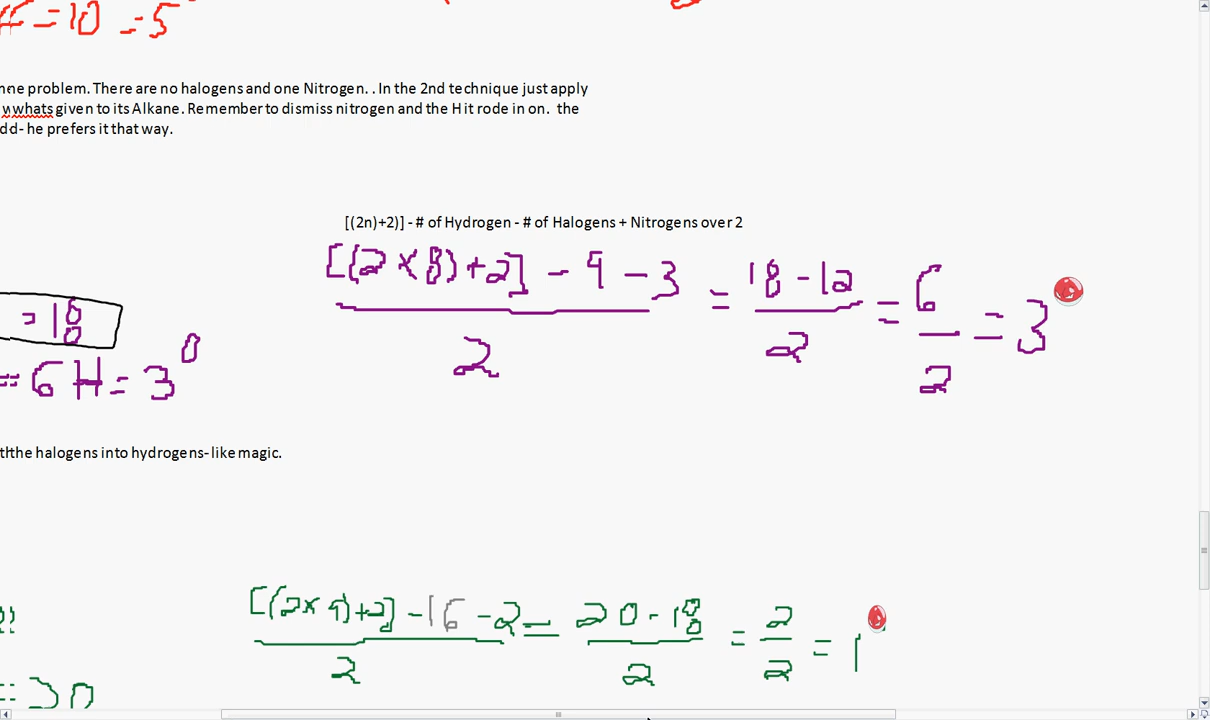 H = 10 = 5
ne problem. There are no halogens and one Nitrogen. . In the 2nd technique just apply
whats given to its Alkane. Remember to dismiss nitrogen and the H it rode in on. the
dd- he prefers it that way.
[(2n)+2)] - # of Hydrogen - # of Halogens + Nitrogens over 2
[(2 x 8) + 2] - 9 - 3 = 18 - 12 = 6 = 3
2 2 2
= 18
= 6 H = 3 0
the halogens into hydrogens- like magic.
[(2x 9)+2] - 16 - 2 = 20 - 18 = 2 = 1
2 2 2
= 20